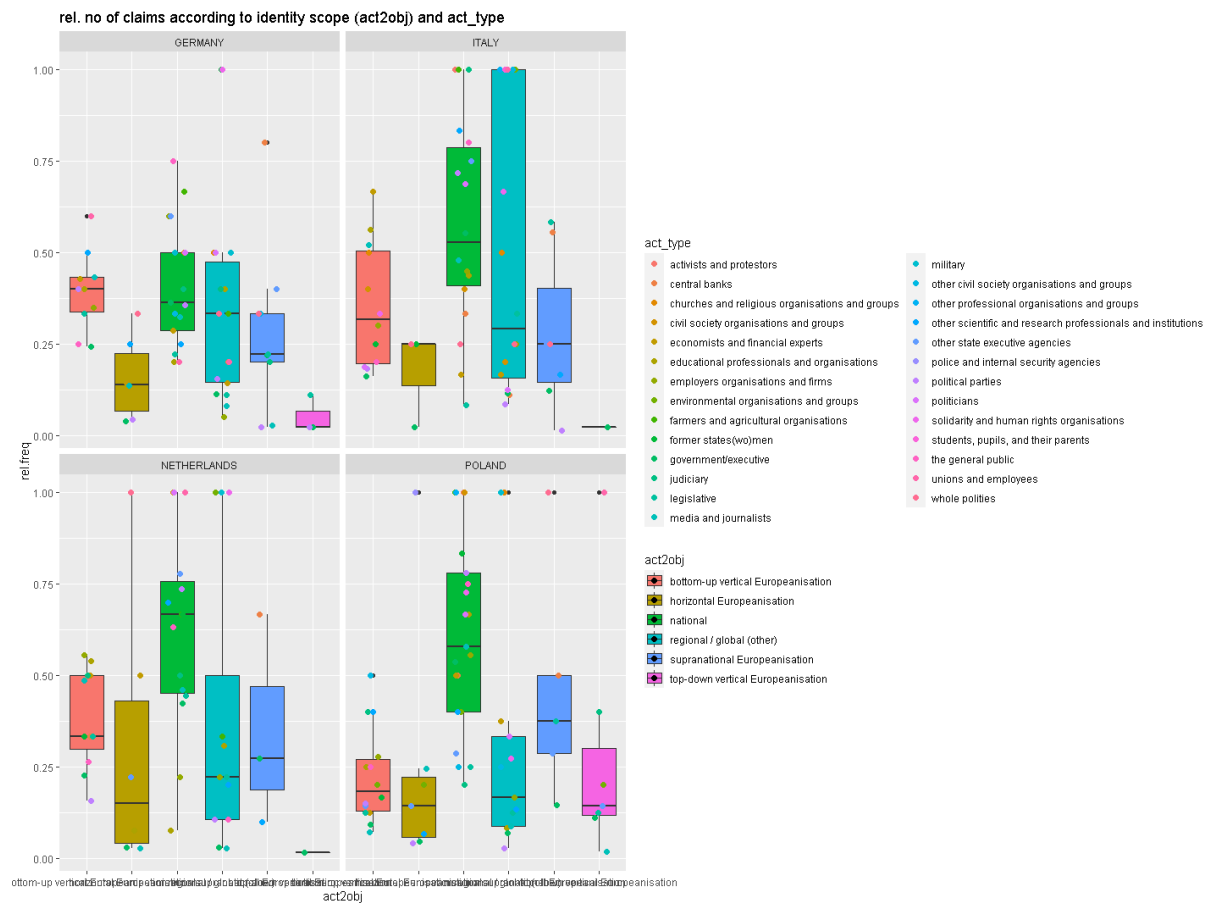 rel. no of claims according to identity scope (act2obj) and act_type
GERMANY
ITALY
1.00
0.75
0.50
0.25
0.00
NETHERLANDS
POLAND
1.00
0.75
0.50
0.25
0.00
rel.freq
act2obj
act_type
activists and protestors
central banks
churches and religious organisations and groups
civil society organisations and groups
economists and financial experts
educational professionals and organisations
employers organisations and firms
environmental organisations and groups
farmers and agricultural organisations
former states(wo)men
government/executive
judiciary
legislative
media and journalists
military
other civil society organisations and groups
other professional organisations and groups
other scientific and research professionals and institutions
other state executive agencies
police and internal security agencies
political parties
politicians
solidarity and human rights organisations
students, pupils, and their parents
the general public
unions and employees
whole polities
act2obj
bottom-up vertical Europeanisation
horizontal Europeanisation
national
regional / global (other)
supranational Europeanisation
top-down vertical Europeanisation